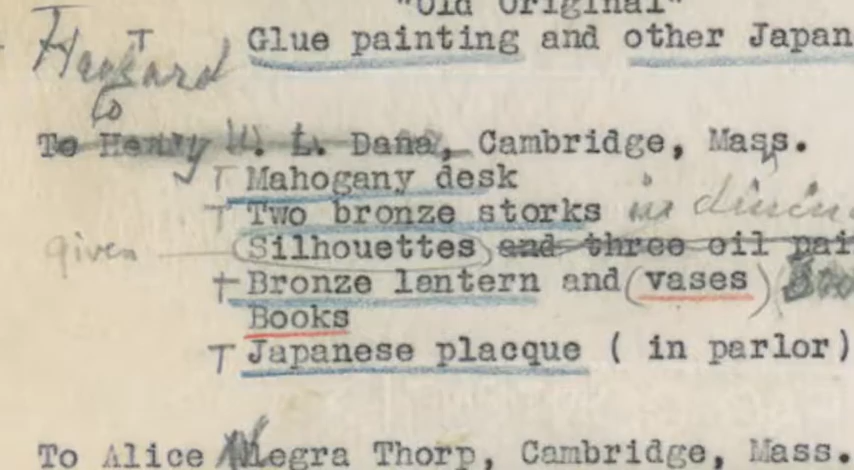 "Old Original"
T Glue painting and other Japan
to
To Henry W. L. Dana, Cambridge, Mass.
T Mahogany desk
T Two bronze storks in
given Silhouettes and three oil pai
T Bronze lantern and (vases)
Books
T Japanese placque ( in parlor)
To Alice Allegra Thorp, Cambridge, Mass.